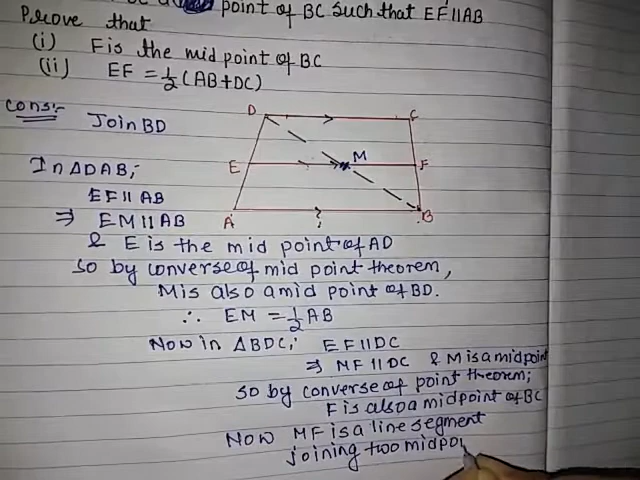 point of BC such that EF||AB
Prove that
(i) F is the mid point of BC
(ii) EF = 1/2 (AB+DC)
Cons:-
Join BD
D C
E M F
A B
In ΔDAB;
EF || AB
⇒ EM || AB
& E is the mid point of AD
so by converse of mid point theorem,
M is also a mid point of BD.
∴ EM = 1/2 AB
Now in ΔBDC; EF || DC
⇒ MF || DC & M is a midpoint
so by converse of point theorem;
F is also a midpoint of BC
Now MF is a line segment
joining two midpo